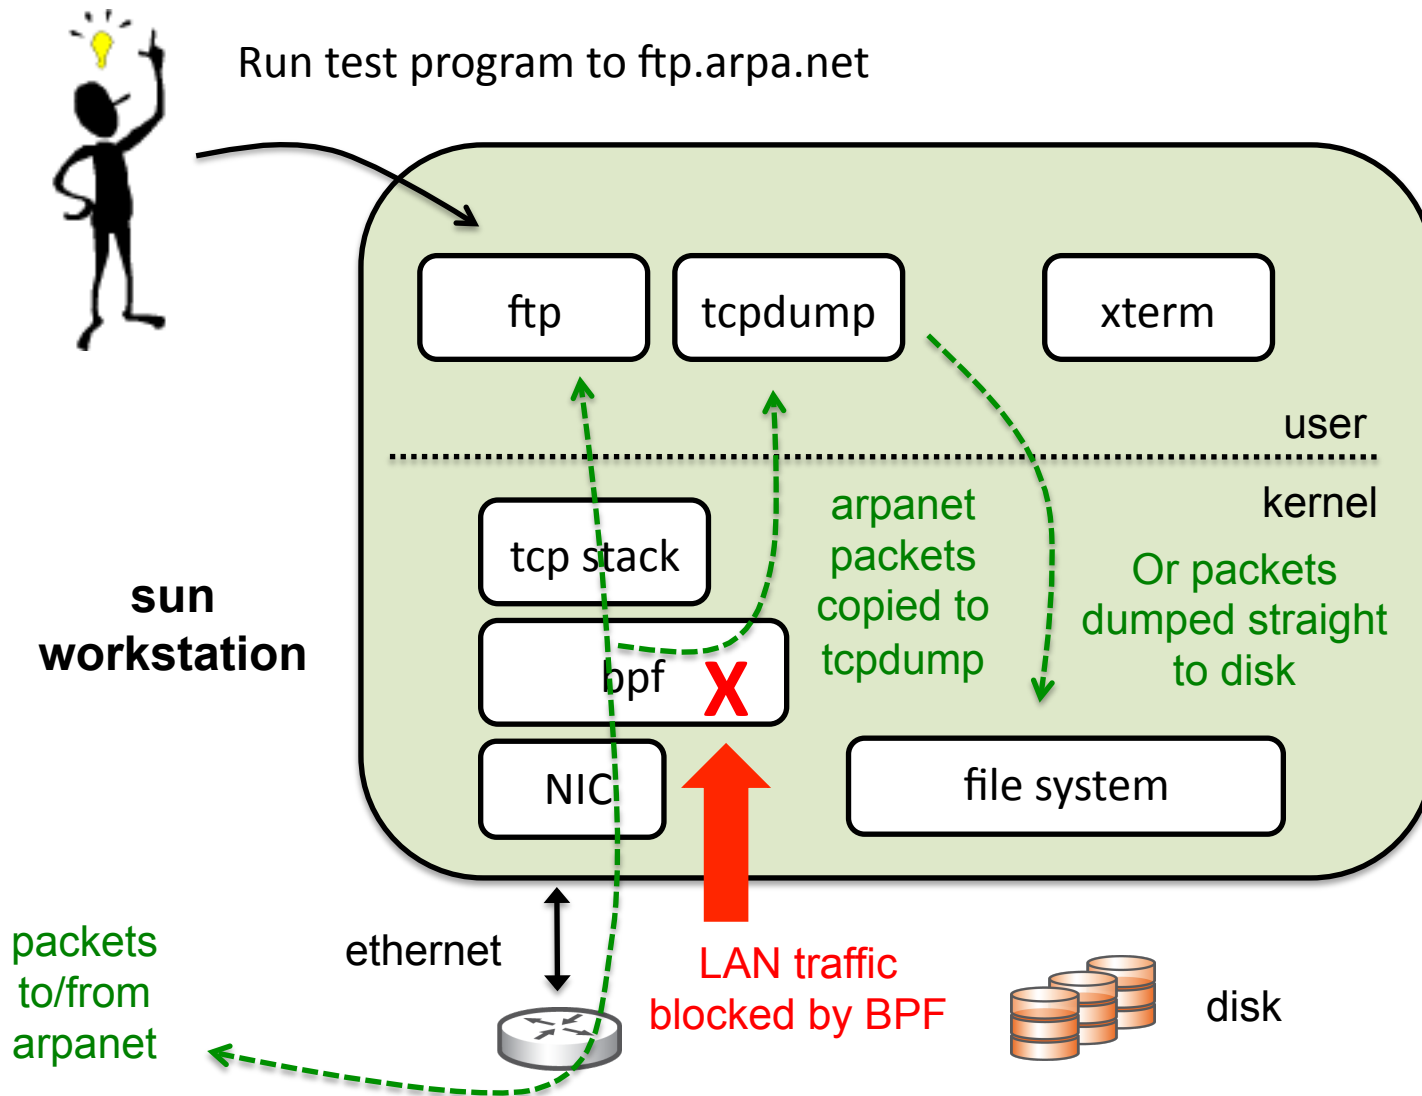 Run test program to ftp.arpa.net
ftp
tcpdump
xterm
user
kernel
tcp stack
arpanet
packets
copied to
tcpdump
Or packets
dumped straight
to disk
sun
workstation
bpf
X
NIC
file system
ethernet
packets
to/from
arpanet
LAN traffic
blocked by BPF
disk